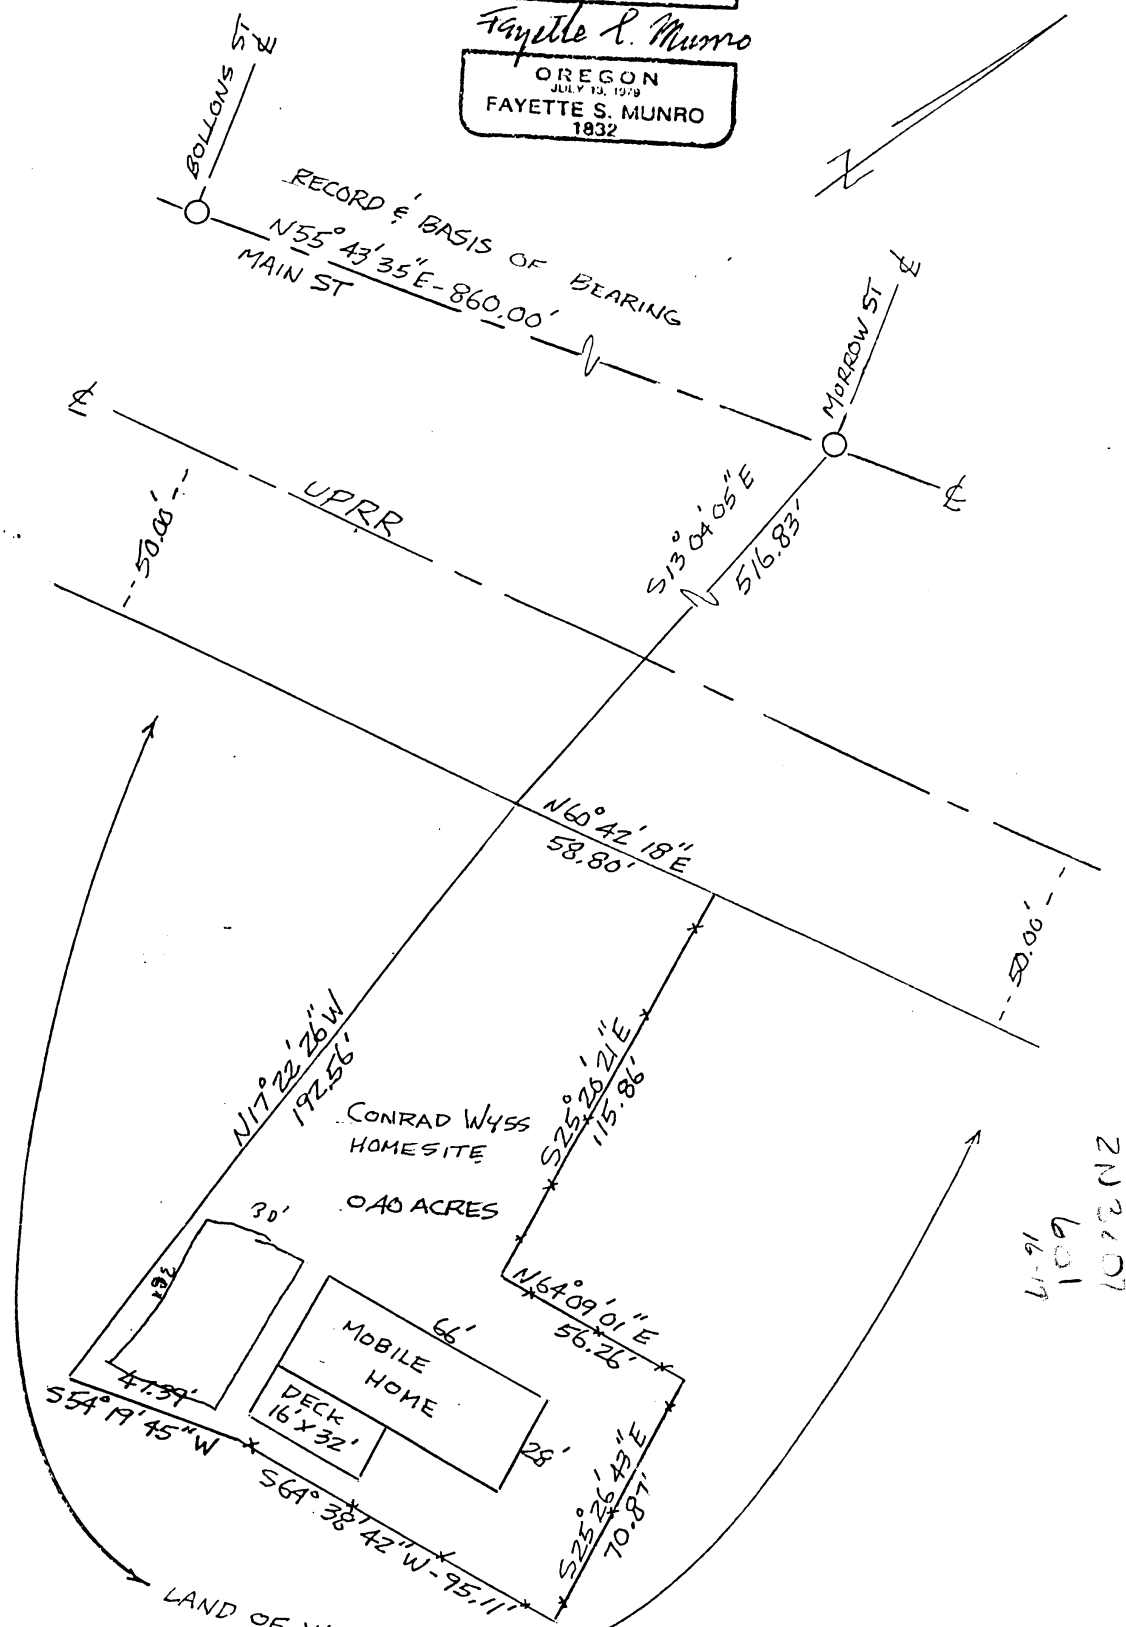 Fayette S. Munro
OREGON
JULY 13, 1979
FAYETTE S. MUNRO
1832
BOLLONS ST ℄
N
RECORD & BASIS OF BEARING
N55°43'35"E-860.00'
MAIN ST
MORROW ST ℄
℄
℄
UPRR
50.00'
S13°04'05"E
516.83'
N60°42'18"E
58.80'
50.00'
N17°22'26"W
192.56'
S25°26'21"E
115.86'
CONRAD WYSS
HOMESITE
0.40 ACRES
30'
N64°09'01"E
56.26'
66'
MOBILE
HOME
DECK
16'X32'
28'
47.39'
S54°19'45"W
S64°38'42"W-95.11'
S25°26'43"E
70.87'
LAND OF
601
16-17